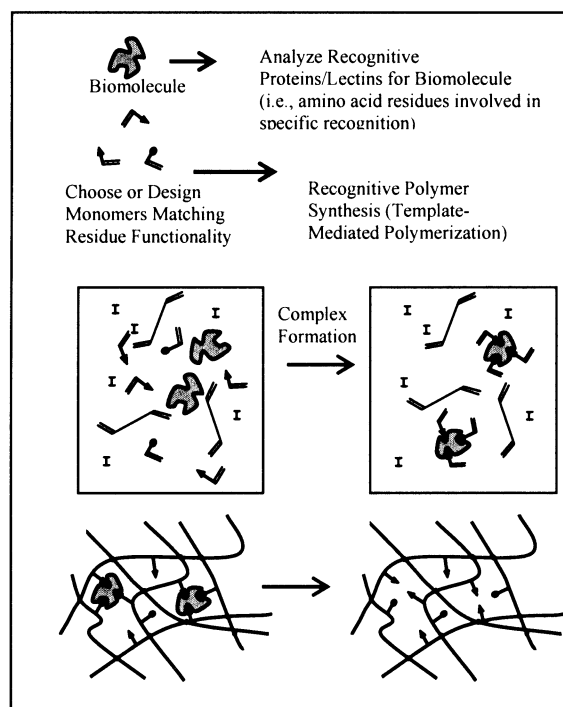 Biomolecule
Analyze Recognitive
Proteins/Lectins for Biomolecule
(i.e., amino acid residues involved in
specific recognition)
Choose or Design
Monomers Matching
Residue Functionality
Recognitive Polymer
Synthesis (Template-
Mediated Polymerization)
I
I
I
I
I
I
Complex
Formation
I
I
I
I
I